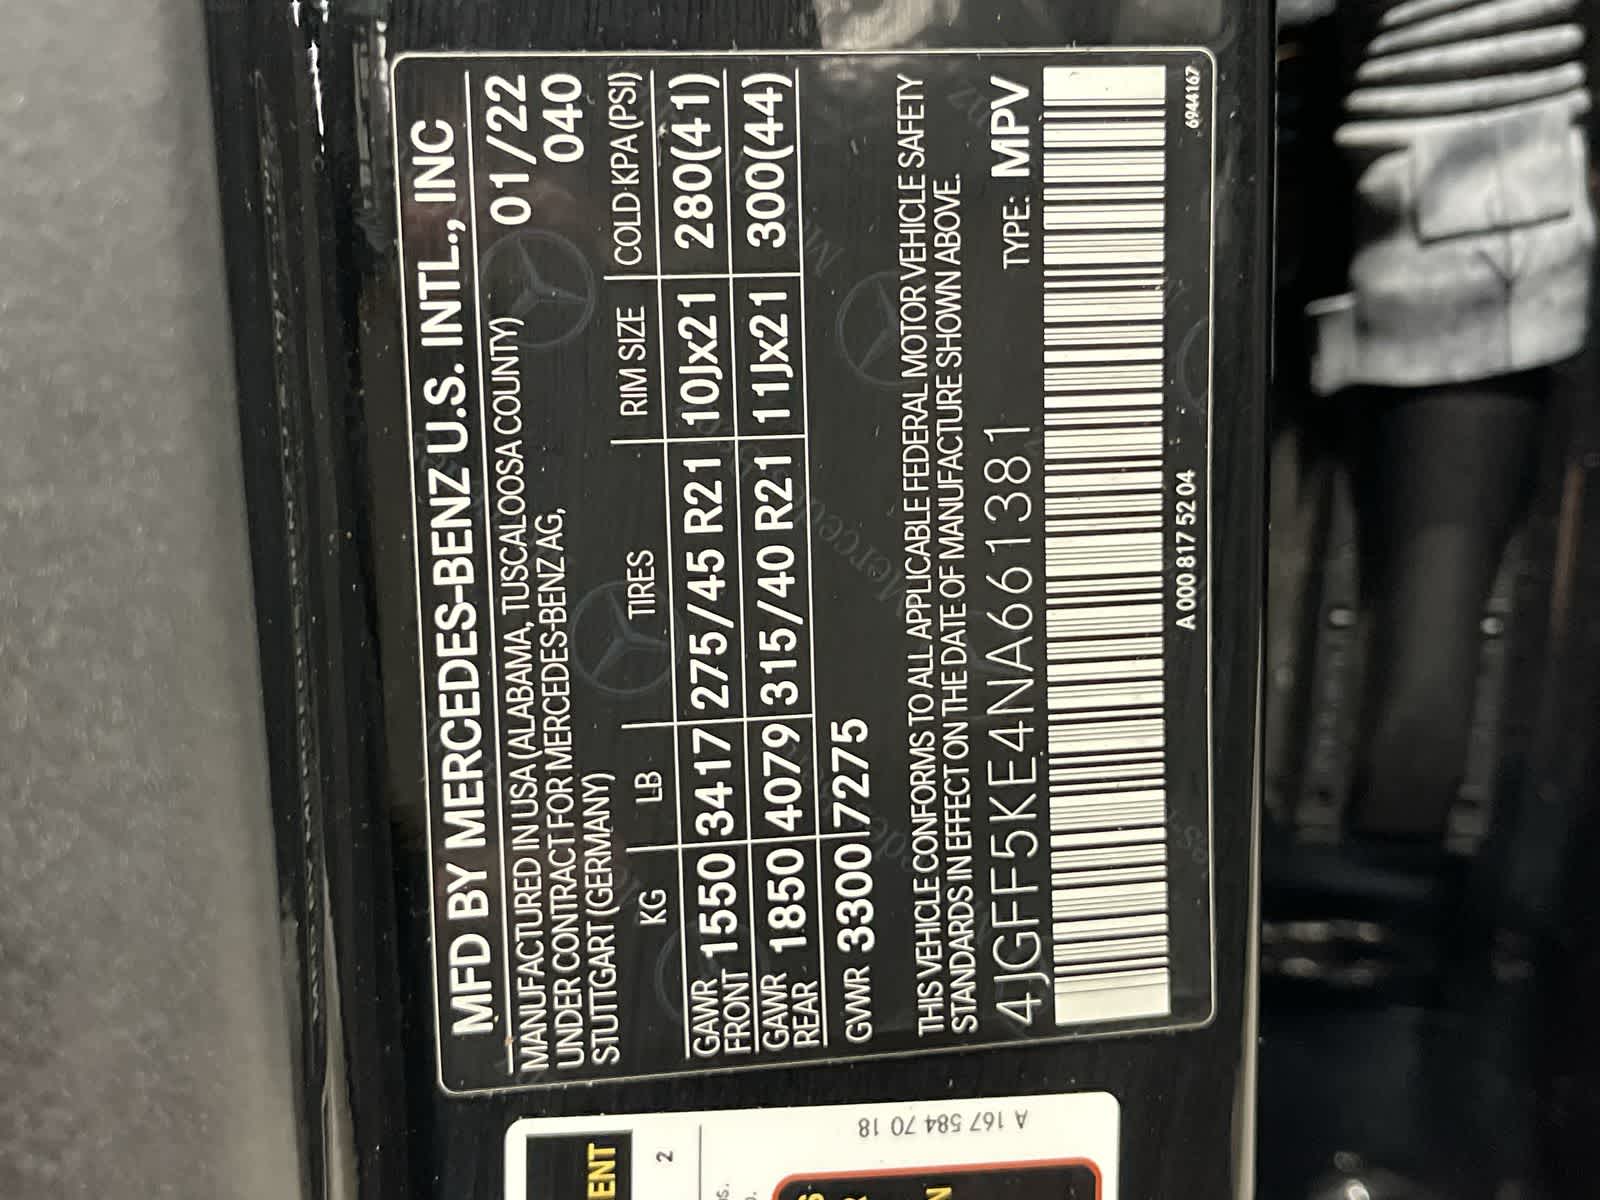 MFD BY MERCEDES-BENZ U.S. INTL., INC
MANUFACTURED IN USA (ALABAMA, TUSCALOOSA COUNTY) 01/22
UNDER CONTRACT FOR MERCEDES-BENZ AG, 040
STUTTGART (GERMANY)
KG LB TIRES RIM SIZE COLD KPA (PSI)
GAWR FRONT 1550 3417 275/45 R21 10Jx21 280(41)
GAWR REAR 1850 4079 315/40 R21 11Jx21 300(44)
GVWR 3300 7275
THIS VEHICLE CONFORMS TO ALL APPLICABLE FEDERAL MOTOR VEHICLE SAFETY
STANDARDS IN EFFECT ON THE DATE OF MANUFACTURE SHOWN ABOVE.
4JGFF5KE4NA661381 TYPE: MPV
A 000 817 52 04
6944167
ENT
2
A 167 584 70 18